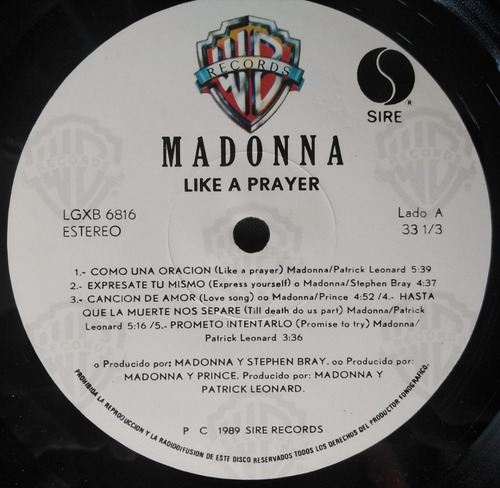 WB
RECORDS
SIRE
MADONNA
LIKE A PRAYER
LGXB 6816
ESTEREO
Lado A
33 1/3
1.- COMO UNA ORACION (Like a prayer) Madonna/Patrick Leonard 5:39
2.- EXPRESATE TU MISMO (Express yourself) o Madonna/Stephen Bray 4:37
3.- CANCION DE AMOR (Love song) oo Madonna/Prince 4:52 /4.- HASTA
QUE LA MUERTE NOS SEPARE (Till death do us part) Madonna/Patrick
Leonard 5:16 /5.- PROMETO INTENTARLO (Promise to try) Madonna/
Patrick Leonard 3:36
o Producido por: MADONNA Y STEPHEN BRAY. oo Producido por:
MADONNA Y PRINCE. Producido por: MADONNA Y
PATRICK LEONARD.
P C 1989 SIRE RECORDS
PROHIBIDA LA REPRODUCCION Y LA RADIODIFUSION DE ESTE DISCO RESERVADOS TODOS LOS DERECHOS DEL PRODUCTOR FONOGRAFICO.